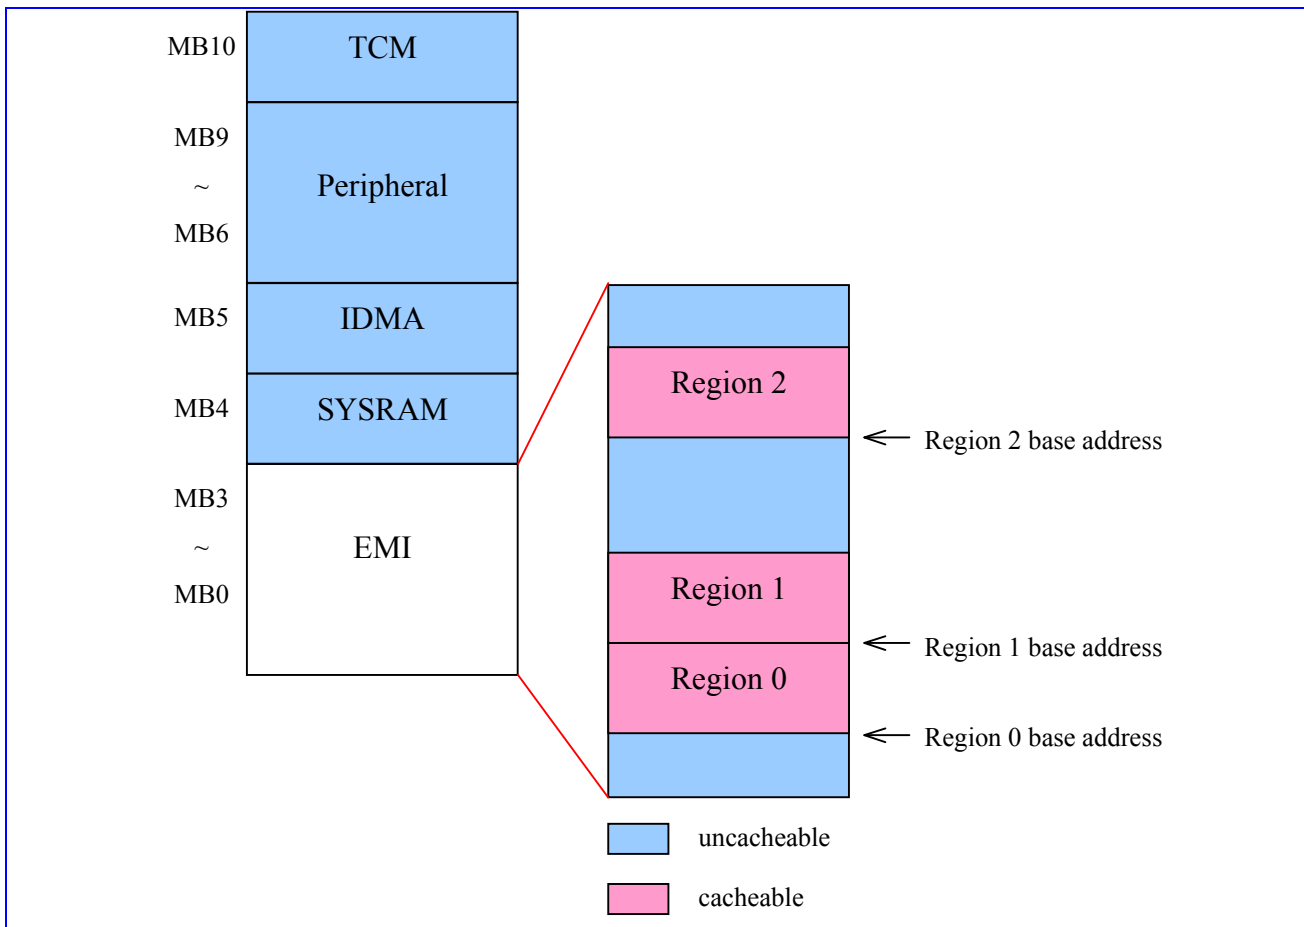 MB10
TCM
MB9
~
MB6
Peripheral
MB5
IDMA
MB4
SYSRAM
MB3
~
MB0
EMI
Region 2
Region 2 base address
Region 1
Region 1 base address
Region 0
Region 0 base address
uncacheable
cacheable